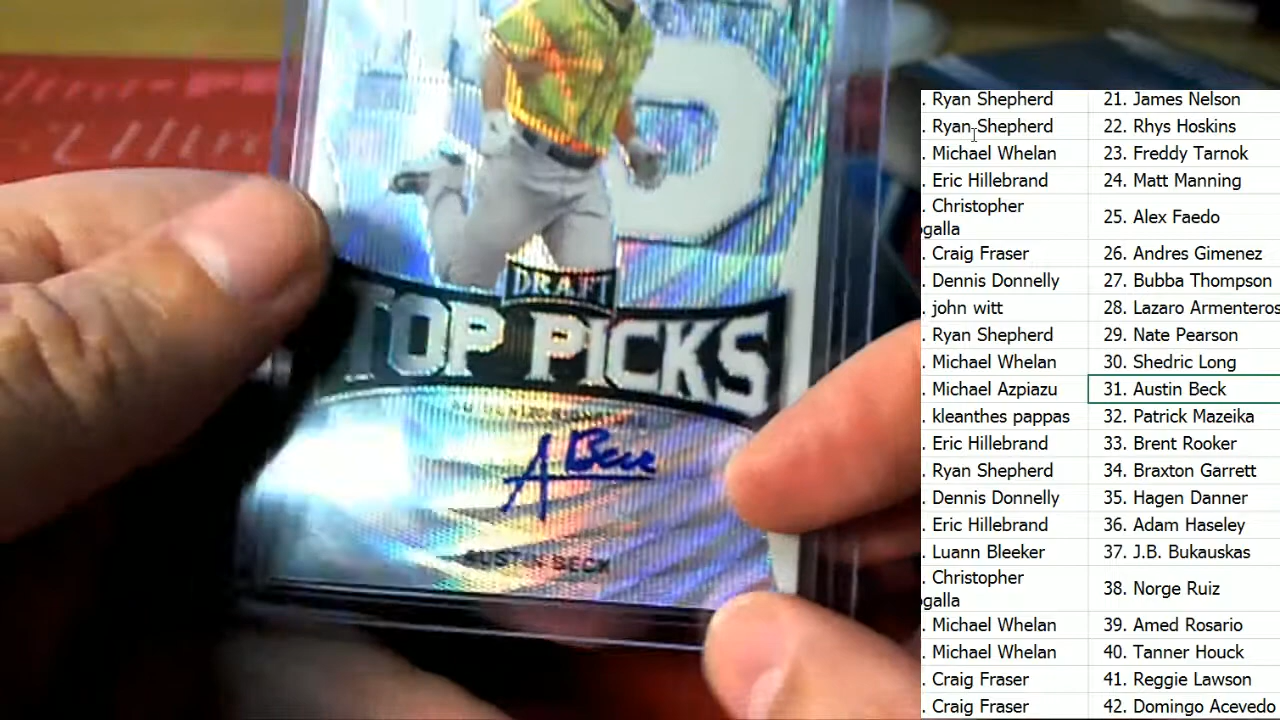 DRAFT
TOP PICKS
A Beck
AUSTIN BECK
. Ryan Shepherd 21. James Nelson
. Ryan Shepherd 22. Rhys Hoskins
. Michael Whelan 23. Freddy Tarnok
. Eric Hillebrand 24. Matt Manning
. Christopher
ogalla 25. Alex Faedo
. Craig Fraser 26. Andres Gimenez
. Dennis Donnelly 27. Bubba Thompson
. john witt 28. Lazaro Armenteros
. Ryan Shepherd 29. Nate Pearson
. Michael Whelan 30. Shedric Long
. Michael Azpiazu 31. Austin Beck
. kleanthes pappas 32. Patrick Mazeika
. Eric Hillebrand 33. Brent Rooker
. Ryan Shepherd 34. Braxton Garrett
. Dennis Donnelly 35. Hagen Danner
. Eric Hillebrand 36. Adam Haseley
. Luann Bleeker 37. J.B. Bukauskas
. Christopher
ogalla 38. Norge Ruiz
. Michael Whelan 39. Amed Rosario
. Michael Whelan 40. Tanner Houck
. Craig Fraser 41. Reggie Lawson
. Craig Fraser 42. Domingo Acevedo